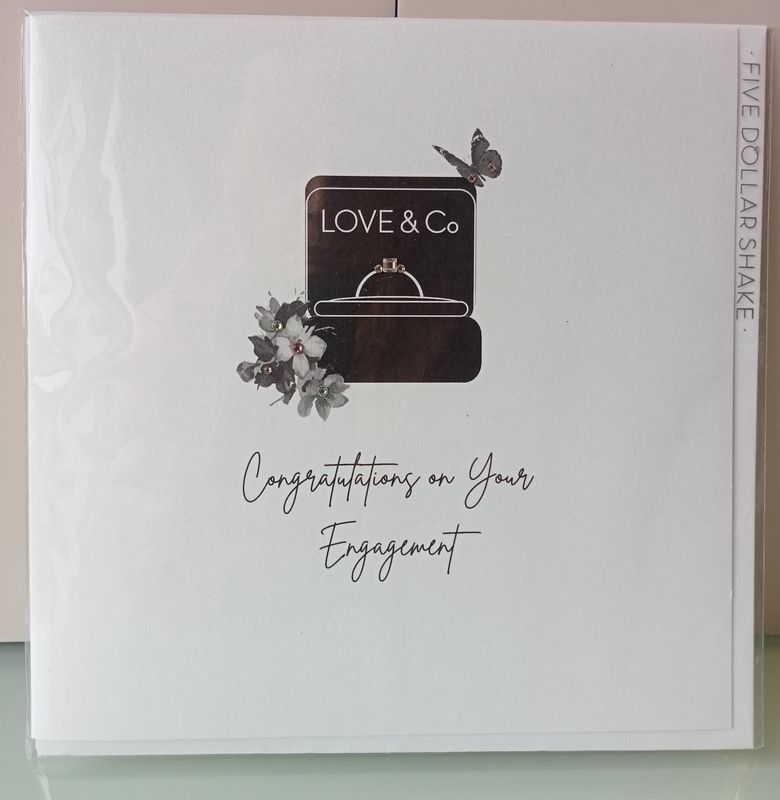 LOVE & Co
Congratulations on Your
Engagement
· FIVE DOLLAR SHAKE ·